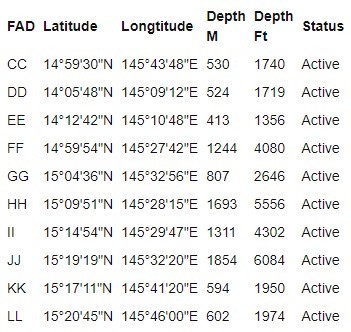 FAD Latitude Longtitude Depth M Depth Ft Status
CC 14°59'30"N 145°43'48"E 530 1740 Active
DD 14°05'48"N 145°09'12"E 524 1719 Active
EE 14°12'42"N 145°10'48"E 413 1356 Active
FF 14°59'54"N 145°27'42"E 1244 4080 Active
GG 15°04'36"N 145°32'56"E 807 2646 Active
HH 15°09'51"N 145°28'15"E 1693 5556 Active
II 15°14'54"N 145°29'47"E 1311 4302 Active
JJ 15°19'19"N 145°32'20"E 1854 6084 Active
KK 15°17'11"N 145°41'20"E 594 1950 Active
LL 15°20'45"N 145°46'00"E 602 1974 Active